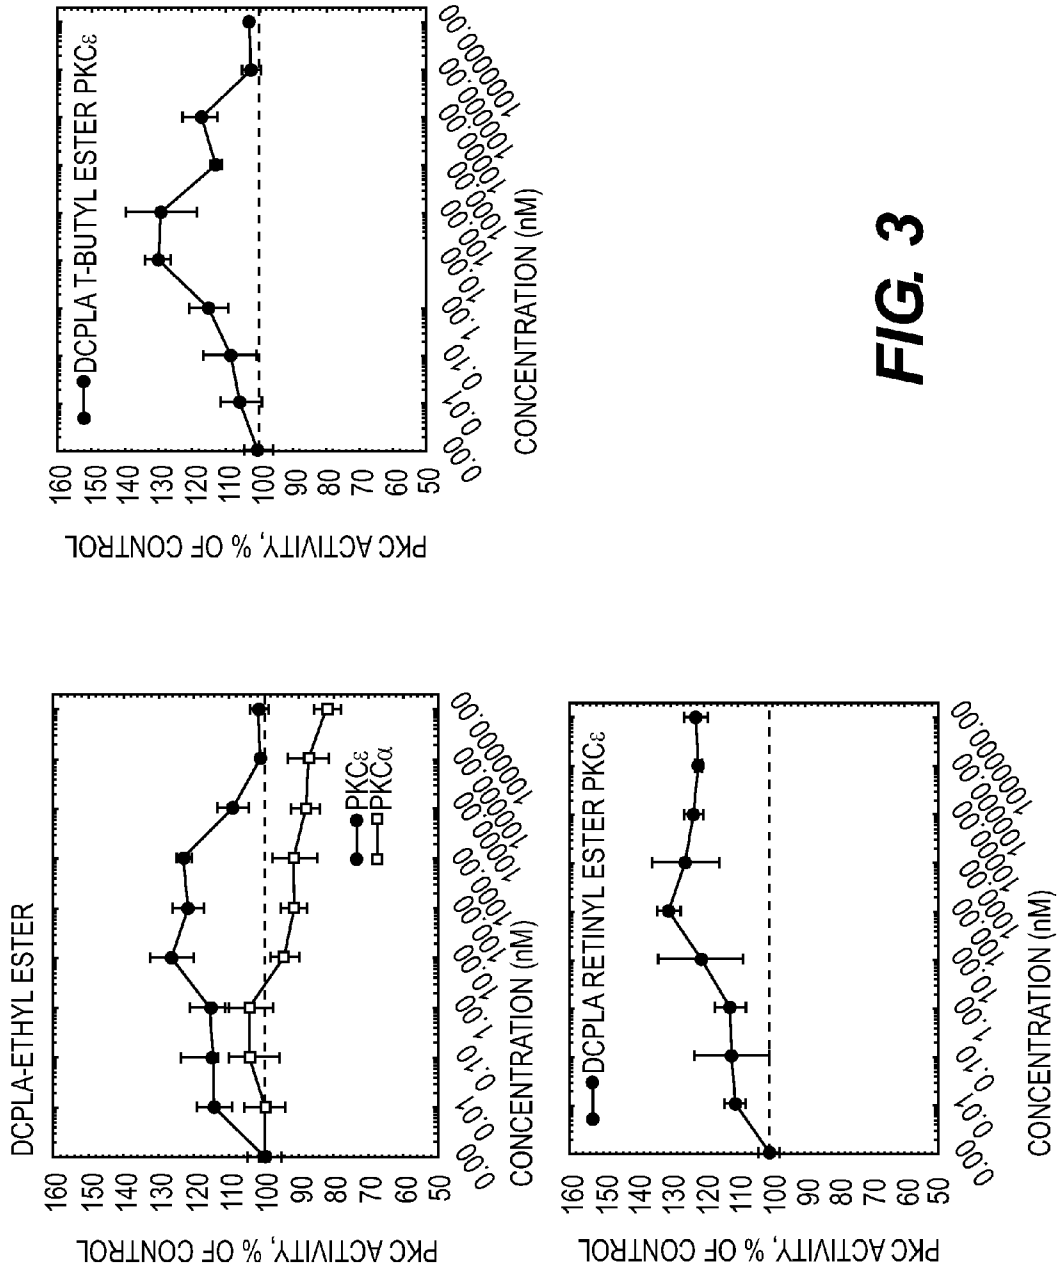 DCPLA-ETHYL ESTER
PKC ACTIVITY, % OF CONTROL
160
150
140
130
120
110
100
90
80
70
60
50
PKCε
PKCα
0.00 0.01 0.10 1.00 10.00 100.00 1000.00 10000.00 100000.00 1000000.00
CONCENTRATION (nM)
PKC ACTIVITY, % OF CONTROL
160
150
140
130
120
110
100
90
80
70
60
50
DCPLA T-BUTYL ESTER PKCε
0.00 0.01 0.10 1.00 10.00 100.00 1000.00 10000.00 100000.00 1000000.00
CONCENTRATION (nM)
PKC ACTIVITY, % OF CONTROL
160
150
140
130
120
110
100
90
80
70
60
50
DCPLA RETINYL ESTER PKCε
0.00 0.01 0.10 1.00 10.00 100.00 1000.00 10000.00 100000.00 1000000.00
CONCENTRATION (nM)
FIG. 3